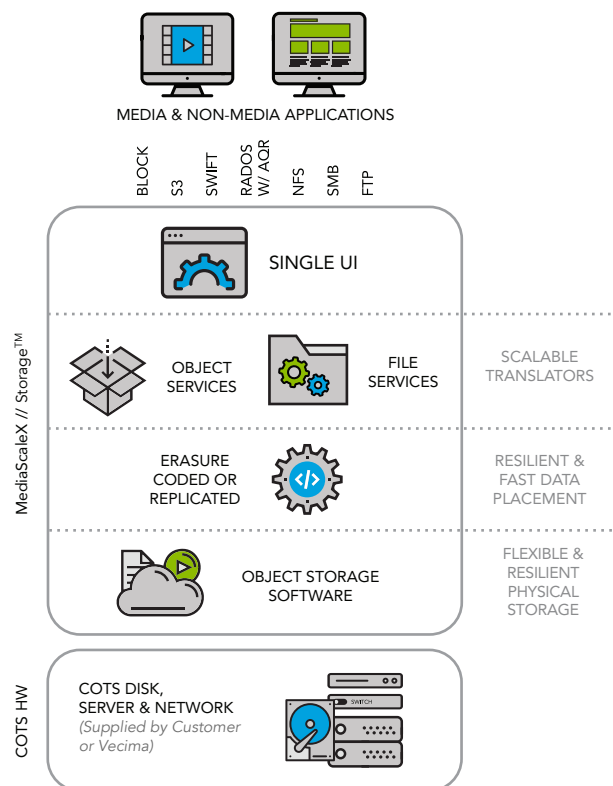 MEDIA & NON-MEDIA APPLICATIONS
BLOCK
S3
SWIFT
RADOS
W/ AQR
NFS
SMB
FTP
MediaScaleX // Storage™
SINGLE UI
OBJECT
SERVICES
FILE
SERVICES
SCALABLE
TRANSLATORS
ERASURE
CODED OR
REPLICATED
</>
RESILIENT &
FAST DATA
PLACEMENT
OBJECT STORAGE
SOFTWARE
FLEXIBLE &
RESILIENT
PHYSICAL
STORAGE
COTS HW
COTS DISK,
SERVER & NETWORK
(Supplied by Customer
or Vecima)
SWITCH